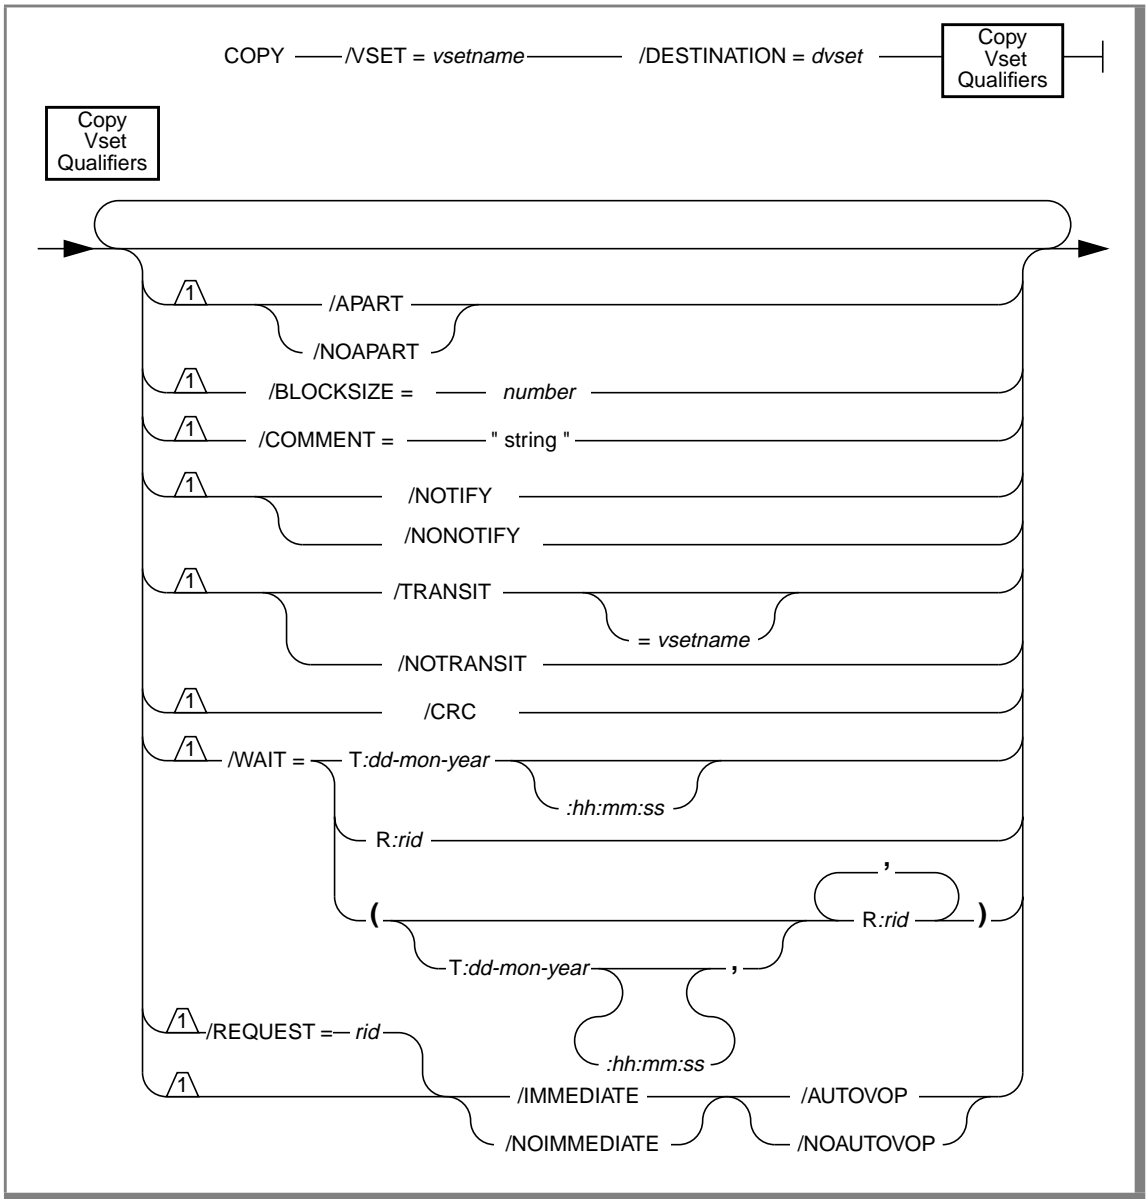 COPY /VSET = vsetname /DESTINATION = dvset
Copy
Vset
Qualifiers
Copy
Vset
Qualifiers
1 /APART
/NOAPART
1 /BLOCKSIZE = number
1 /COMMENT = " string "
1 /NOTIFY
/NONOTIFY
1 /TRANSIT
= vsetname
/NOTRANSIT
1 /CRC
1 /WAIT = T:dd-mon-year
:hh:mm:ss
R:rid
,
( R:rid )
T:dd-mon-year ,
:hh:mm:ss
1 /REQUEST = rid
1 /IMMEDIATE /AUTOVOP
/NOIMMEDIATE /NOAUTOVOP